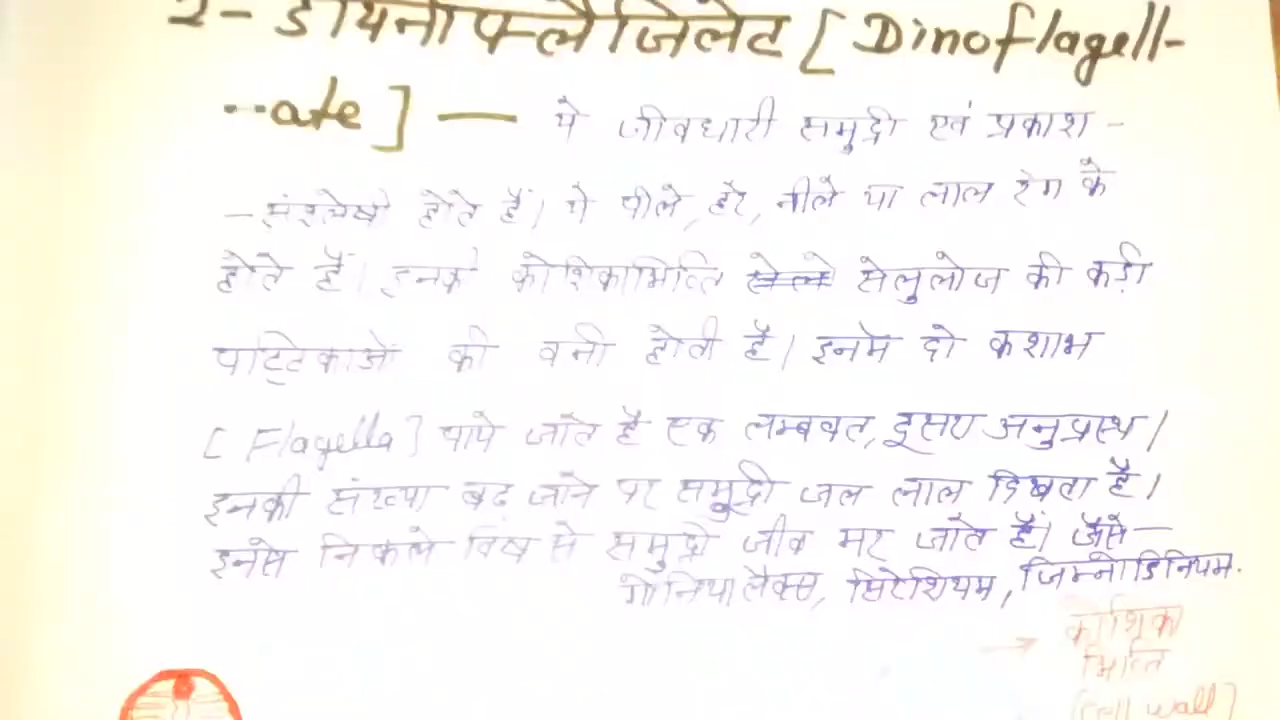 2- डायनोफ्लैजिलेट [Dinoflagell-
--ate] — ये जीवधारी समुद्री एवं प्रकाश-
-संश्लेषी होते हैं। ये पीले, हरे, नीले या लाल रंग के
होते हैं। इनके कोशिकाभित्ति सेलुलोज की कड़ी
पट्टिकाओं की बनी होती है। इनमे दो कशाभ
[Flagella] पाये जाते है एक लम्बवत, दूसरा अनुप्रस्थ।
इनकी संख्या बढ़ जाने पर समुद्री जल लाल दिखता है।
इनसे निकले विष से समुद्री जीव मर जाते हैं। जैसे—
गोनियालैक्स, सिरेशियम, जिम्नोडिनियम.
→ कोशिका
भित्ति
[cell wall]